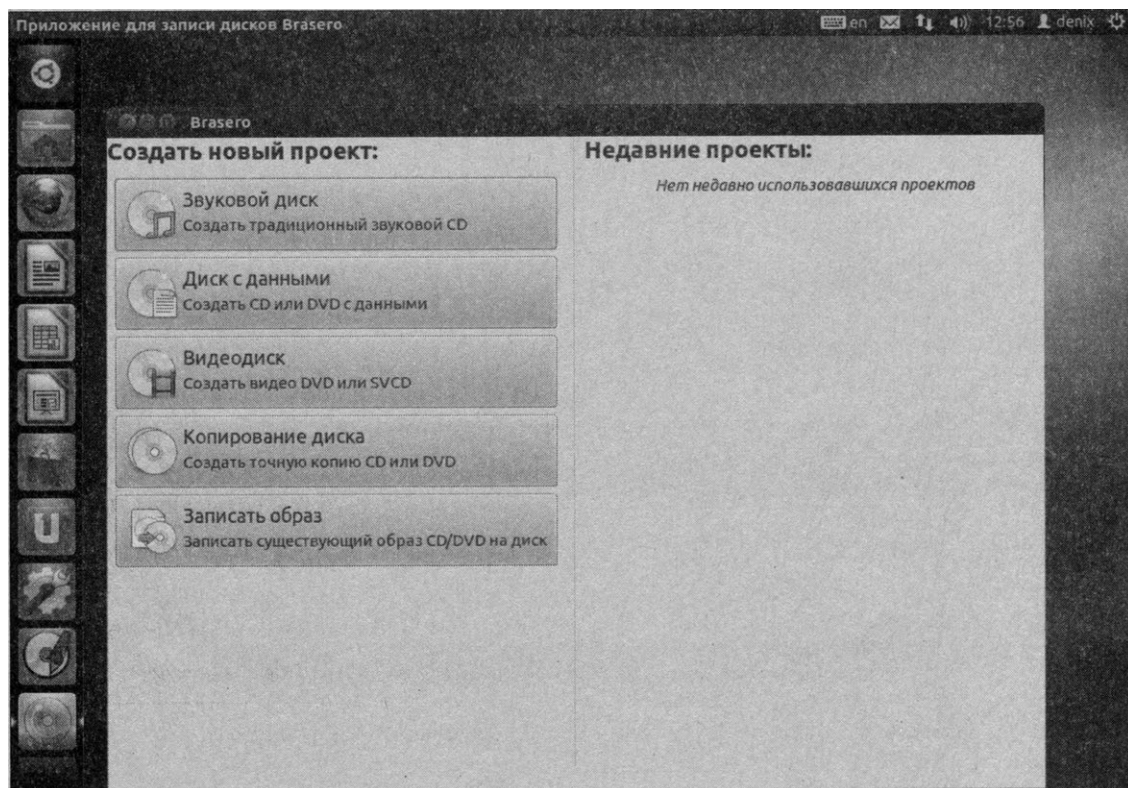 Приложение для записи дисков Brasero
en 12:56 denix
Brasero
Создать новый проект:
Звуковой диск
Создать традиционный звуковой CD
Диск с данными
Создать CD или DVD с данными
Видеодиск
Создать видео DVD или SVCD
Копирование диска
Создать точную копию CD или DVD
Записать образ
Записать существующий образ CD/DVD на диск
Недавние проекты:
Нет недавно использовавшихся проектов